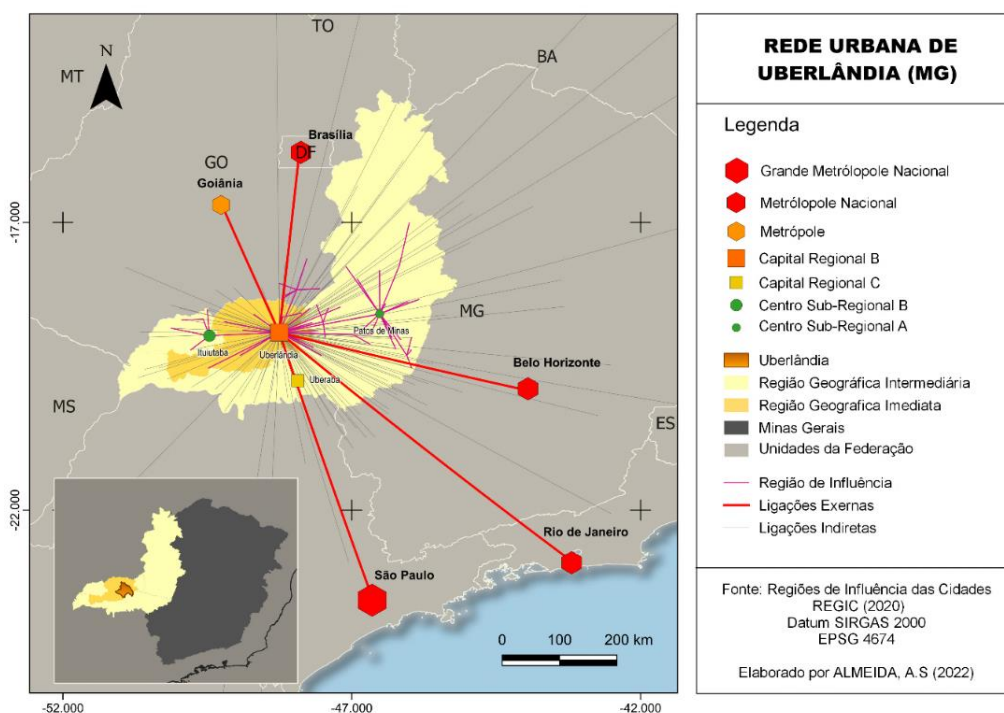 TO
BA
N
MT
Brasília
DF
GO
Goiânia
-17.000
MG
Patos de Minas
Ituiutaba
Uberlândia
Uberaba
Belo Horizonte
MS
ES
-22.000
Rio de Janeiro
São Paulo
0 100 200 km
-52.000
-47.000
-42.000
REDE URBANA DE
UBERLÂNDIA (MG)
Legenda
Grande Metrólopole Nacional
Metrólopole Nacional
Metrópole
Capital Regional B
Capital Regional C
Centro Sub-Regional B
Centro Sub-Regional A
Uberlândia
Região Geográfica Intermediária
Região Geografica Imediata
Minas Gerais
Unidades da Federação
Região de Influência
Ligações Exernas
Ligações Indiretas
Fonte: Regiões de Influência das Cidades
REGIC (2020)
Datum SIRGAS 2000
EPSG 4674
Elaborado por ALMEIDA, A.S (2022)